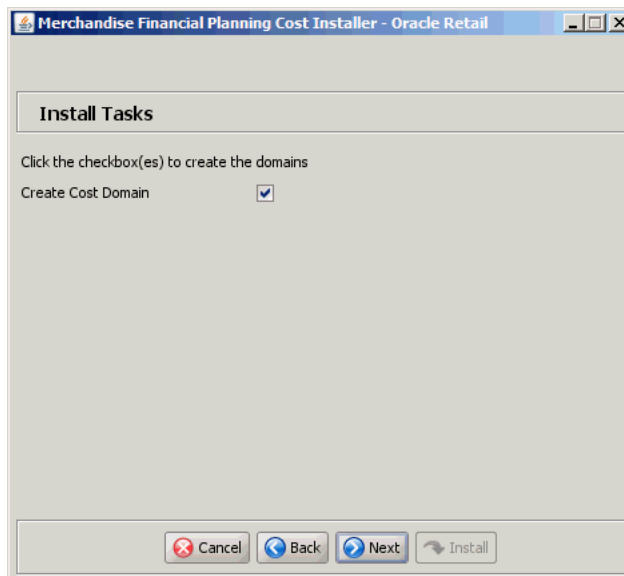 Merchandise Financial Planning Cost Installer - Oracle Retail
Install Tasks
Click the checkbox(es) to create the domains
Create Cost Domain
Cancel Back Next Install